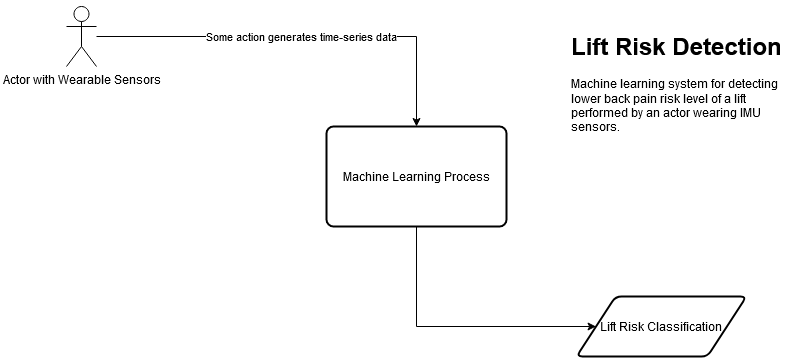 Some action generates time-series data
Lift Risk Detection
Actor with Wearable Sensors
Machine learning system for detecting
lower back pain risk level of a lift
performed by an actor wearing IMU
sensors.
Machine Learning Process
Lift Risk Classification